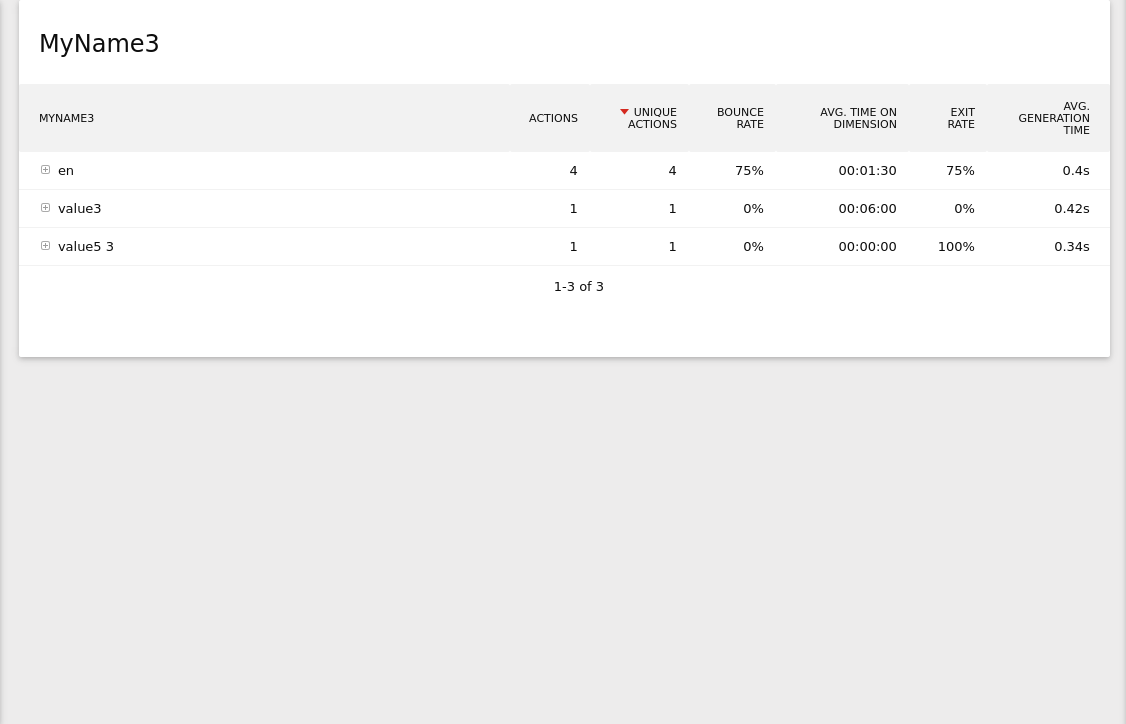 MyName3
MYNAME3 ACTIONS UNIQUE ACTIONS BOUNCE RATE AVG. TIME ON DIMENSION EXIT RATE AVG. GENERATION TIME
en 4 4 75% 00:01:30 75% 0.4s
value3 1 1 0% 00:06:00 0% 0.42s
value5 3 1 1 0% 00:00:00 100% 0.34s
1-3 of 3